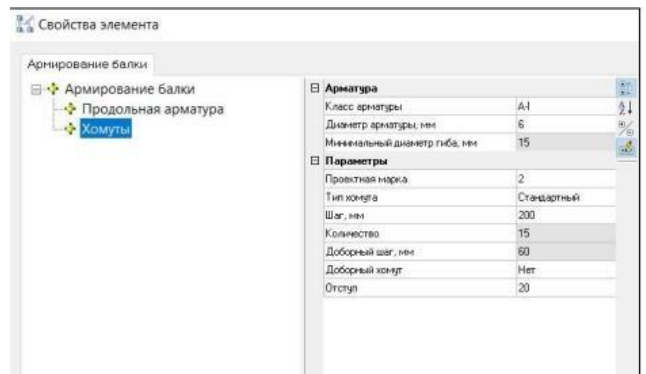 Свойства элемента
Армирование балки
Армирование балки
Продольная арматура
Хомуты
Арматура
Класс арматуры A-I
Диаметр арматуры, мм 6
Минимальный диаметр гиба, мм 15
Параметры
Проектная марка 2
Тип хомута Стандартный
Шаг, мм 200
Количество 15
Доборный шаг, мм 60
Доборный хомут Нет
Отступ 20